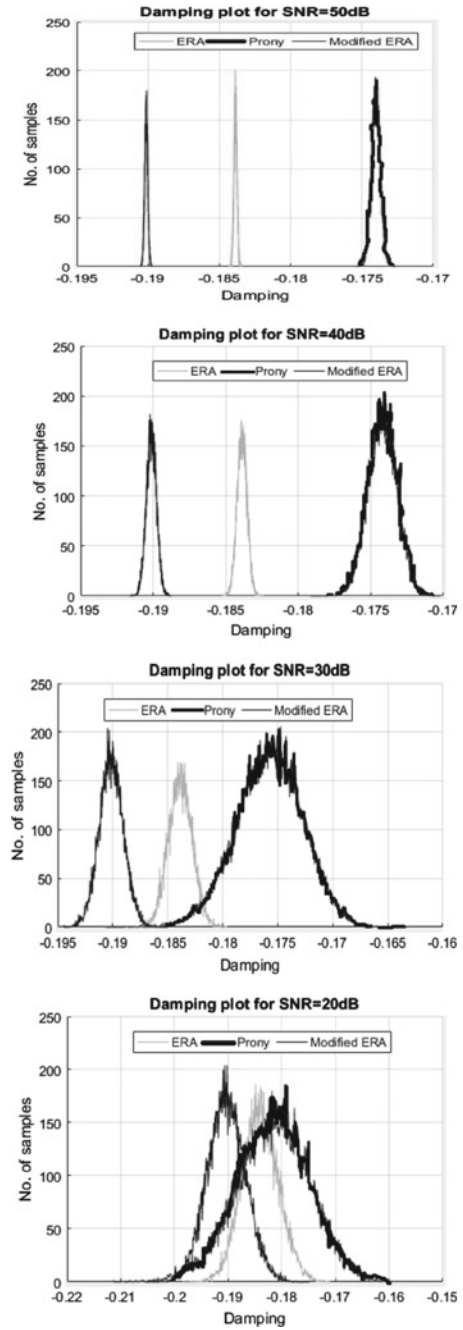 Damping plot for SNR=50dB
ERA Prony Modified ERA
No. of samples
250
200
150
100
50
0
-0.195 -0.19 -0.185 -0.18 -0.175 -0.17
Damping
Damping plot for SNR=40dB
ERA Prony Modified ERA
No. of samples
250
200
150
100
50
0
-0.195 -0.19 -0.185 -0.18 -0.175 -0.17
Damping
Damping plot for SNR=30dB
ERA Prony Modified ERA
No. of samples
250
200
150
100
50
0
-0.195 -0.19 -0.185 -0.18 -0.175 -0.17 -0.165 -0.16
Damping
Damping plot for SNR=20dB
ERA Prony Modified ERA
No. of samples
250
200
150
100
50
0
-0.22 -0.21 -0.2 -0.19 -0.18 -0.17 -0.16 -0.15
Damping